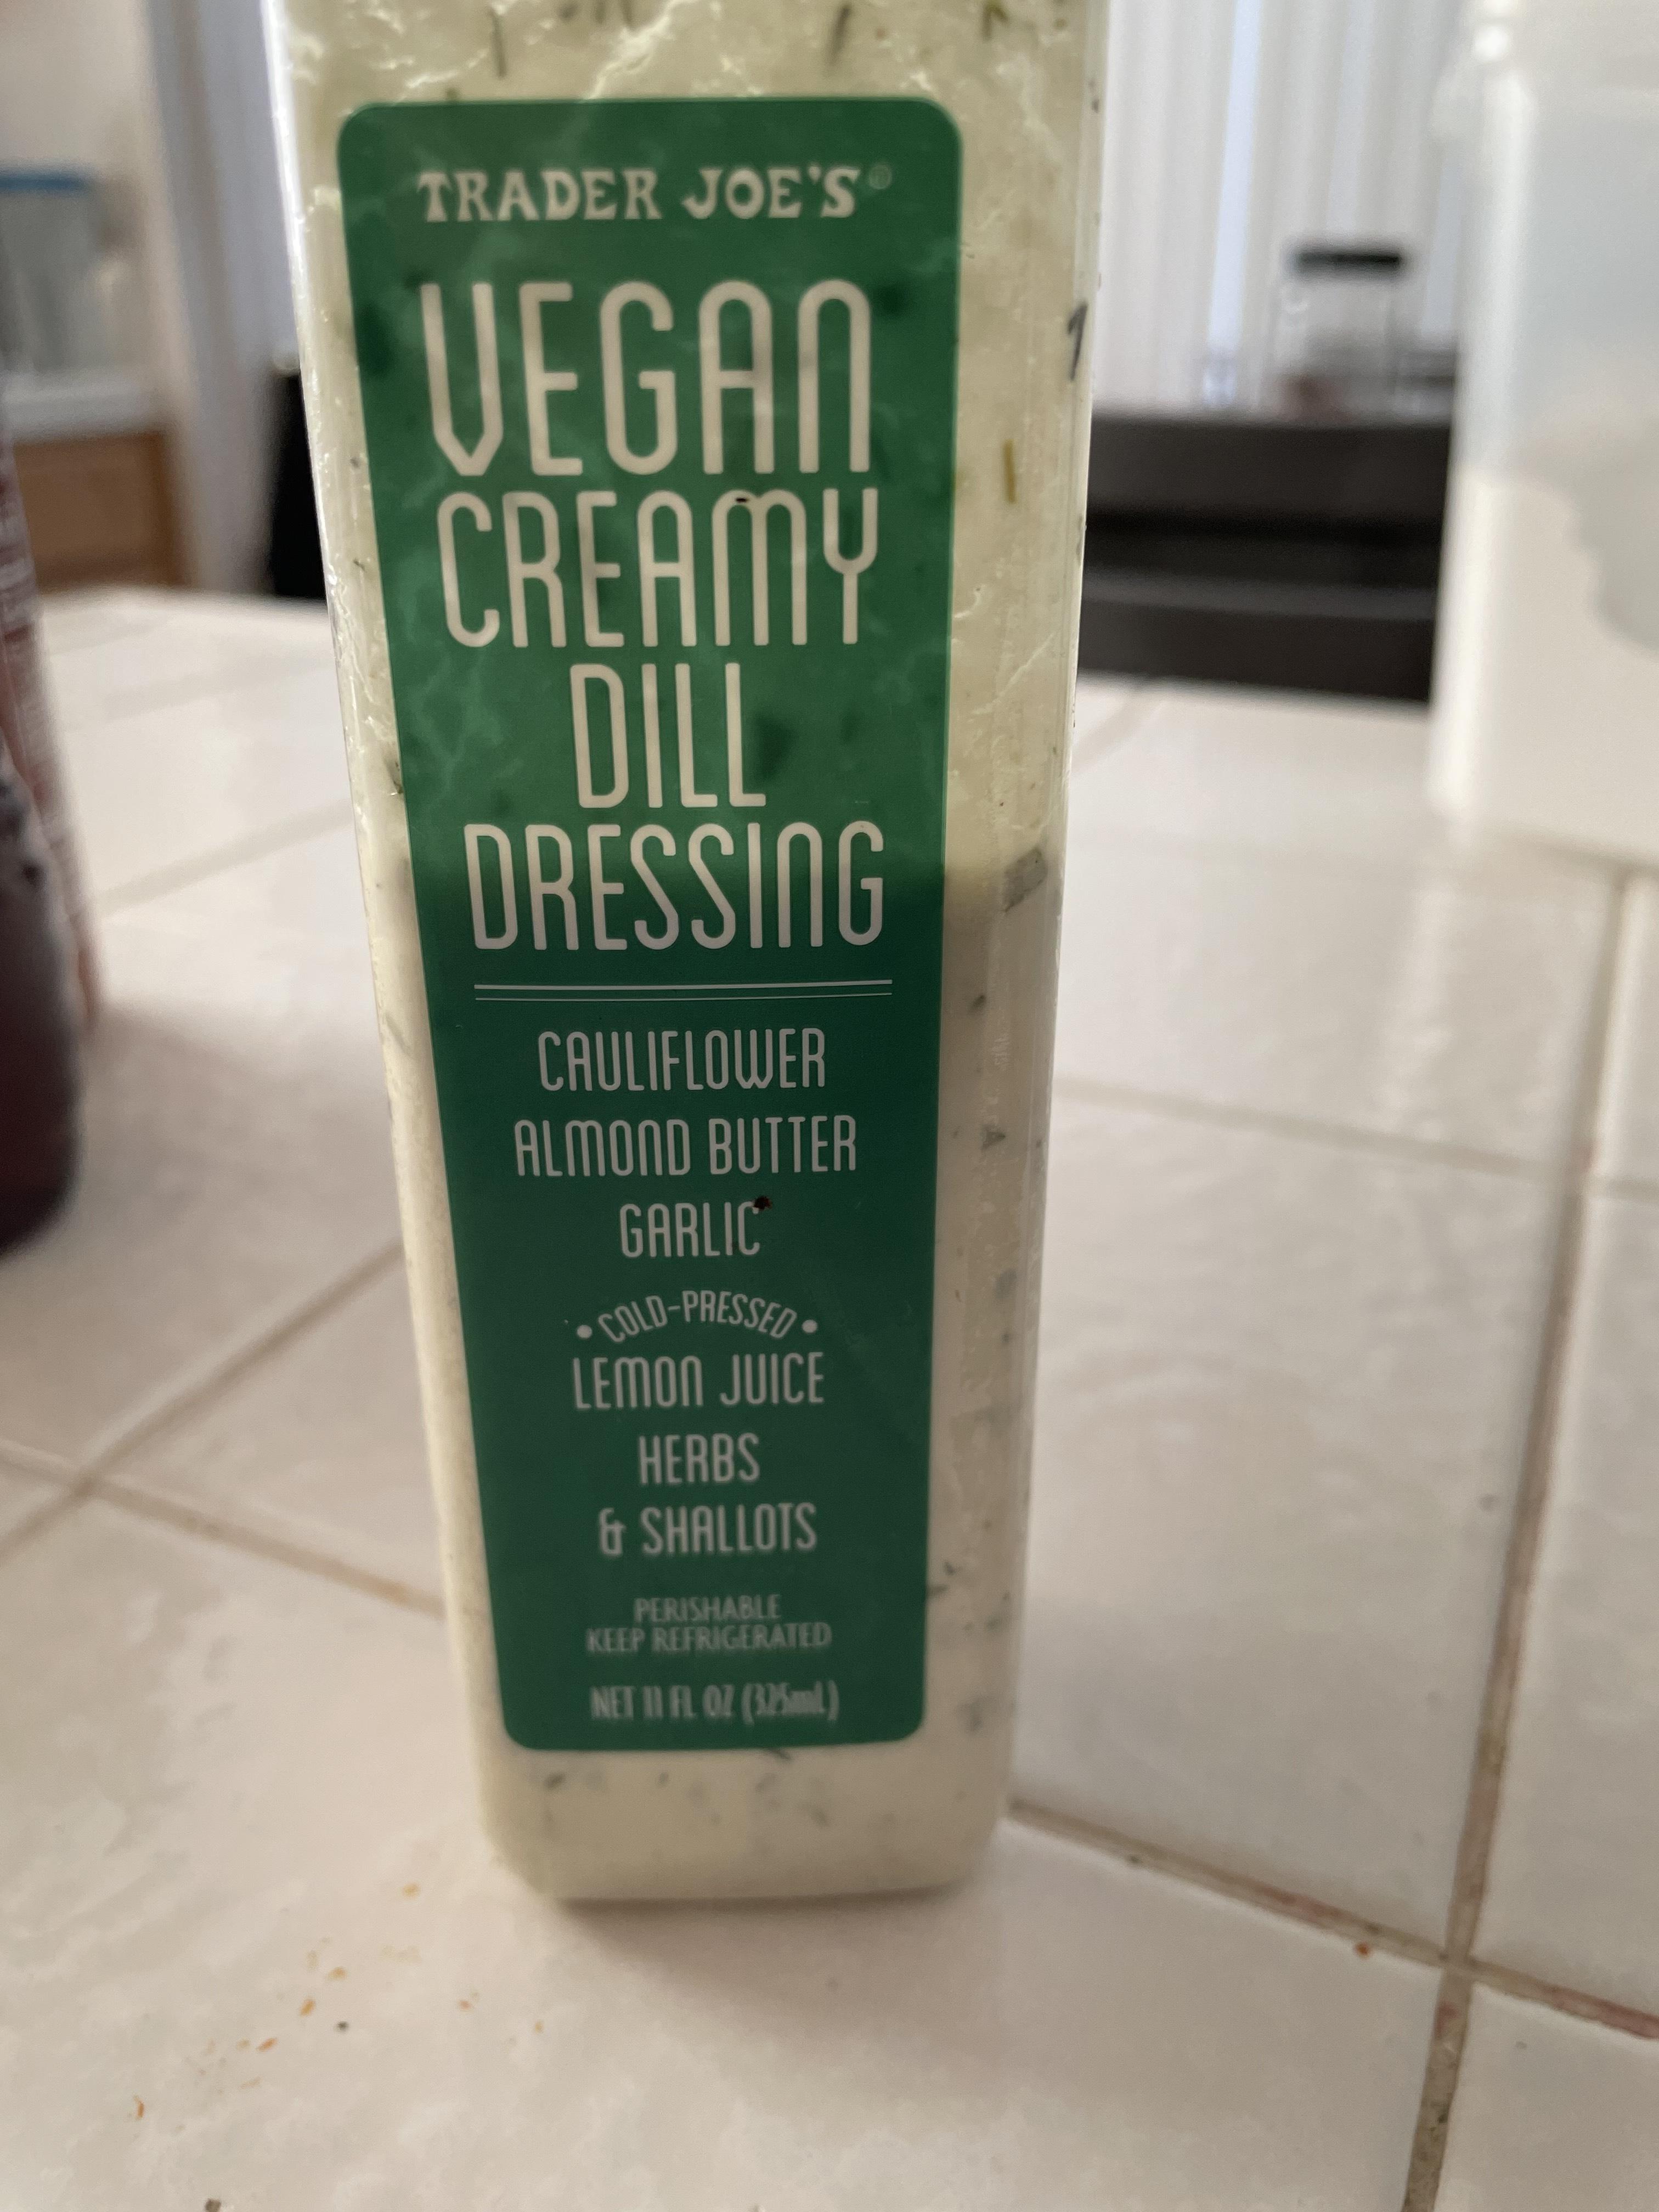 TRADER JOE'S®
VEGAN
CREAMY
DILL
DRESSING
CAULIFLOWER
ALMOND BUTTER
GARLIC
• COLD-PRESSED •
LEMON JUICE
HERBS
& SHALLOTS
PERISHABLE
KEEP REFRIGERATED
NET 11 FL OZ (325mL)